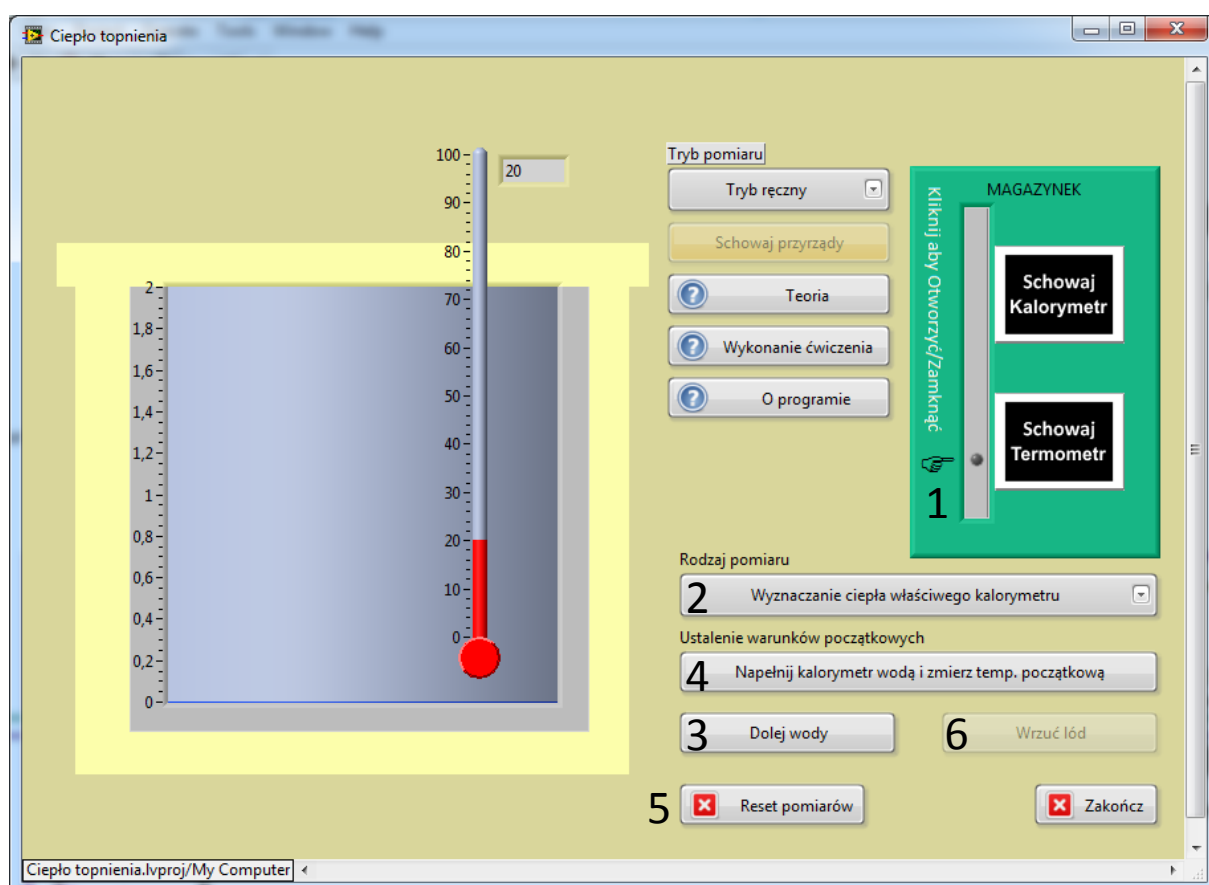 Ciepło topnienia
100
90
80
70
60
50
40
30
20
10
0
20
2
1,8
1,6
1,4
1,2
1
0,8
0,6
0,4
0,2
0
Tryb pomiaru
Tryb ręczny
Schowaj przyrządy
Teoria
Wykonanie ćwiczenia
O programie
MAGAZYNEK
Kliknij aby Otworzyć/Zamknąć
1
Schowaj
Kalorymetr
Schowaj
Termometr
Rodzaj pomiaru
2 Wyznaczanie ciepła właściwego kalorymetru
Ustalenie warunków początkowych
4 Napełnij kalorymetr wodą i zmierz temp. początkową
3 Dolej wody
6 Wrzuć lód
5 Reset pomiarów
Zakończ
Ciepło topnienia.lvproj/My Computer